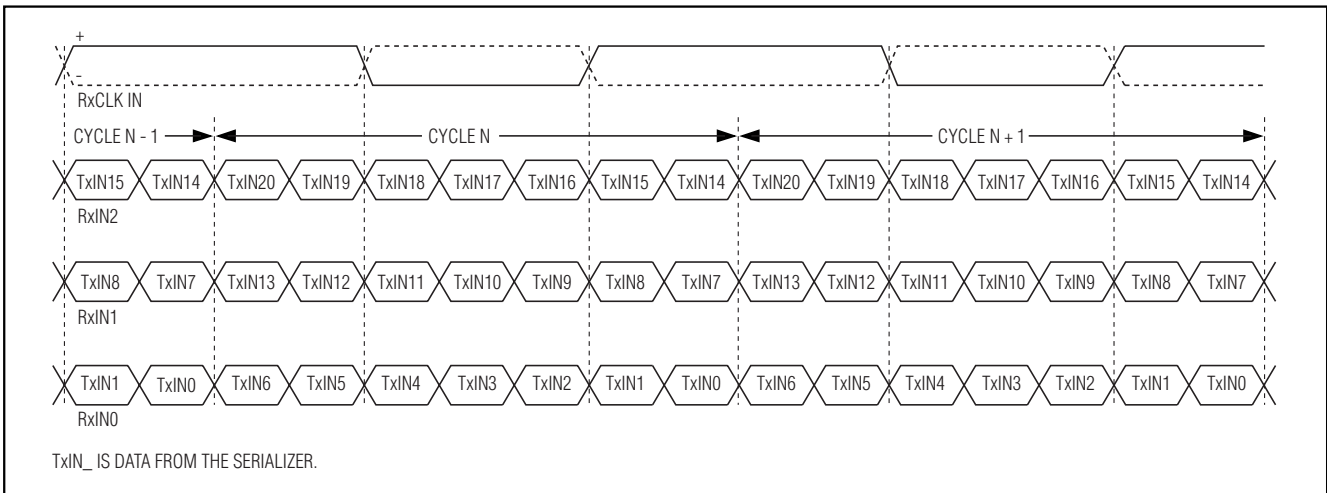 +
-
RxCLK IN
CYCLE N - 1 CYCLE N CYCLE N + 1
TxIN15 TxIN14 TxIN20 TxIN19 TxIN18 TxIN17 TxIN16 TxIN15 TxIN14 TxIN20 TxIN19 TxIN18 TxIN17 TxIN16 TxIN15 TxIN14
RxIN2
TxIN8 TxIN7 TxIN13 TxIN12 TxIN11 TxIN10 TxIN9 TxIN8 TxIN7 TxIN13 TxIN12 TxIN11 TxIN10 TxIN9 TxIN8 TxIN7
RxIN1
TxIN1 TxIN0 TxIN6 TxIN5 TxIN4 TxIN3 TxIN2 TxIN1 TxIN0 TxIN6 TxIN5 TxIN4 TxIN3 TxIN2 TxIN1 TxIN0
RxIN0
TxIN_ IS DATA FROM THE SERIALIZER.